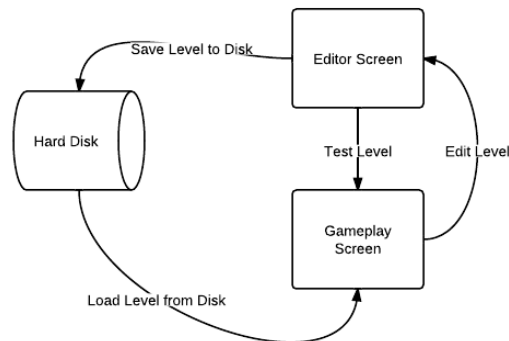 Save Level to Disk
Editor Screen
Hard Disk
Test Level
Edit Level
Gameplay
Screen
Load Level from Disk